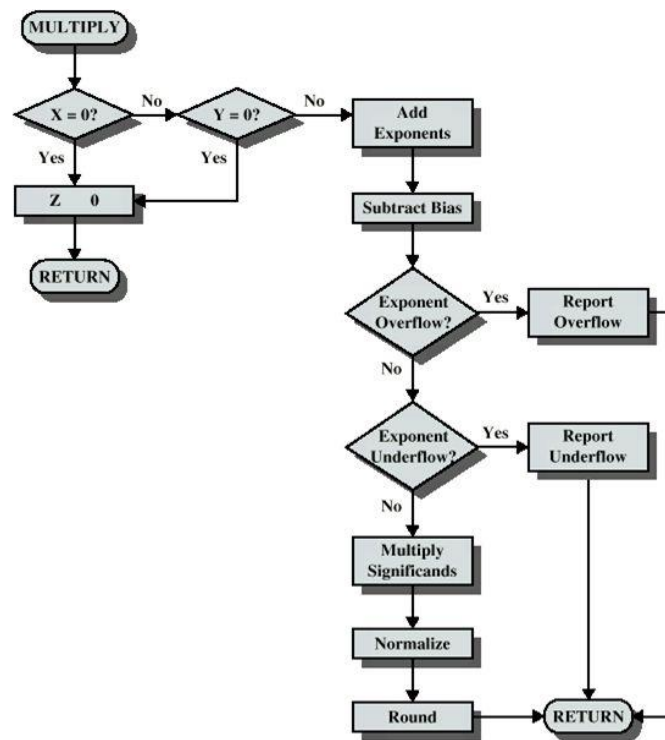 MULTIPLY
X = 0?
No
Y = 0?
No
Add
Exponents
Yes
Yes
Z 0
Subtract Bias
RETURN
Exponent
Overflow?
Yes
Report
Overflow
No
Exponent
Underflow?
Yes
Report
Underflow
No
Multiply
Significands
Normalize
Round
RETURN